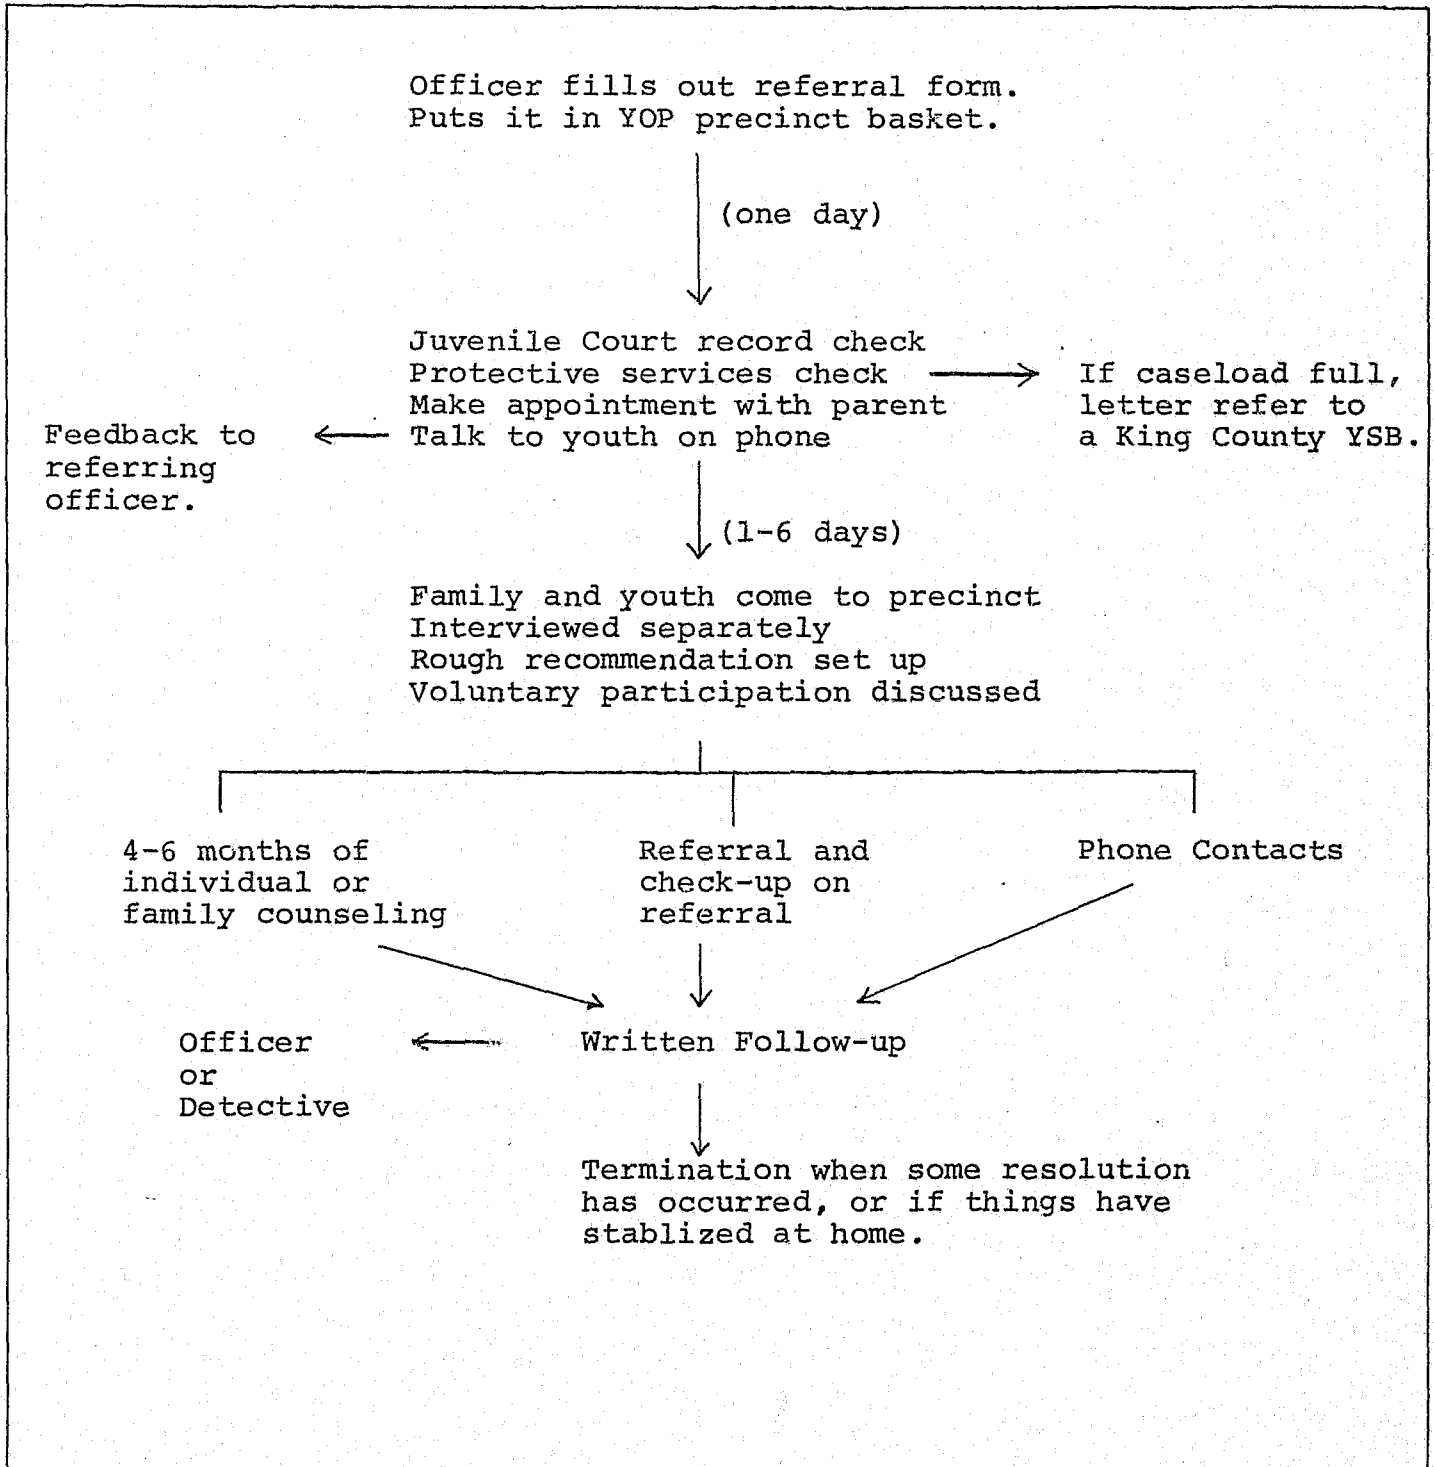 Officer fills out referral form.
Puts it in YOP precinct basket.
(one day)
Juvenile Court record check
Protective services check
Make appointment with parent
Talk to youth on phone
If caseload full,
letter refer to
a King County YSB.
Feedback to
referring
officer.
(1-6 days)
Family and youth come to precinct
Interviewed separately
Rough recommendation set up
Voluntary participation discussed
4-6 months of
individual or
family counseling
Referral and
check-up on
referral
Phone Contacts
Officer
or
Detective
Written Follow-up
Termination when some resolution
has occurred, or if things have
stablized at home.